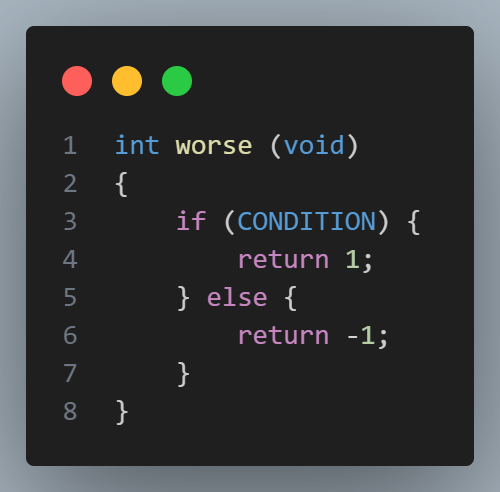 1 int worse (void)
2 {
3     if (CONDITION) {
4         return 1;
5     } else {
6         return -1;
7     }
8 }